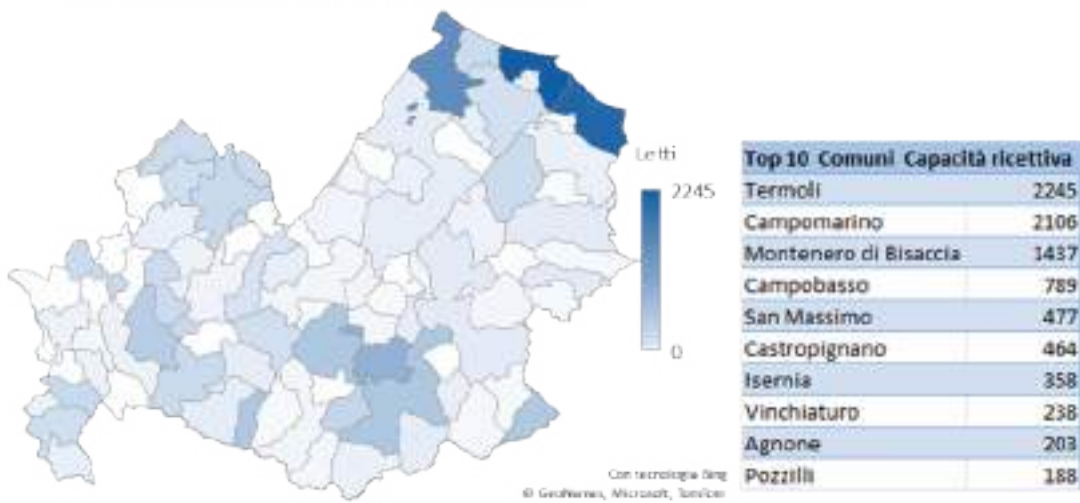 Letti
2245
0
Top 10 Comuni Capacità ricettiva
Termoli 2245
Campomarino 2106
Montenero di Bisaccia 1437
Campobasso 789
San Massimo 477
Castropignano 464
Isernia 358
Vinchiaturo 238
Agnone 203
Pozzilli 188
Con tecnologia Bing
© GeoNames, Microsoft, TomTom